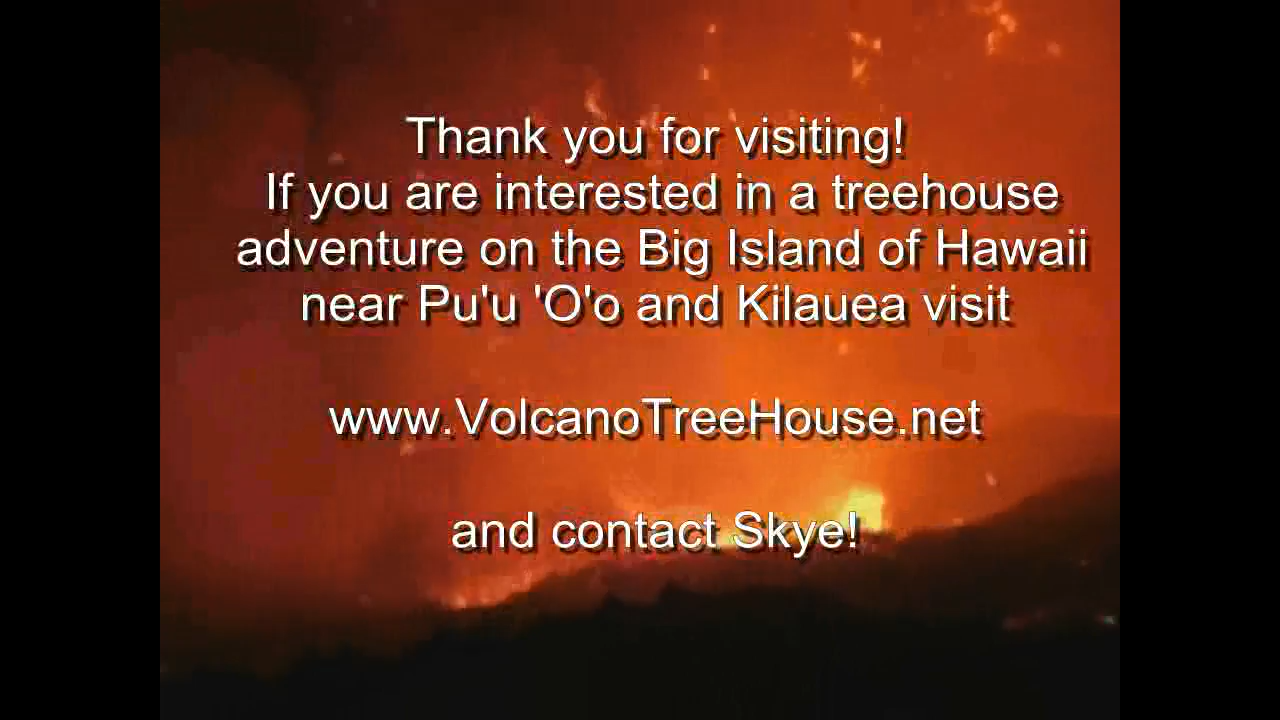 Thank you for visiting!
If you are interested in a treehouse
adventure on the Big Island of Hawaii
near Pu'u 'O'o and Kilauea visit
www.VolcanoTreeHouse.net
and contact Skye!